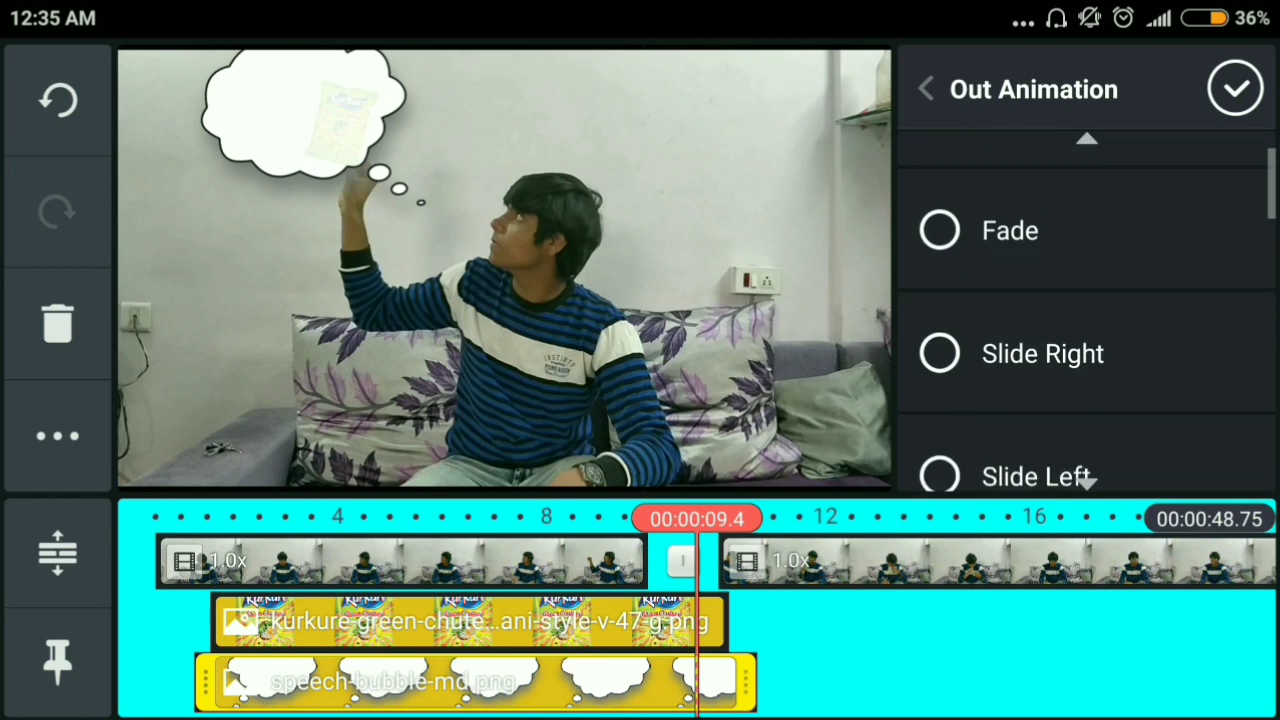 12:35 AM
36%
Out Animation
Fade
Slide Right
Slide Left
KurKure
INSTINTO
4
8
00:00:09.4
12
16
00:00:48.75
1.0x
1.0x
kurkure-green-chute...ani-style-v-47-g.png
speech-bubble-md.png